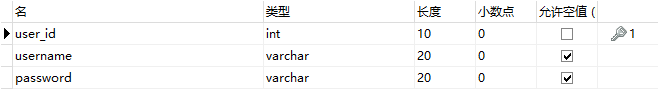 名 类型 长度 小数点 允许空值 (
user_id int 10 0 1
username varchar 20 0
password varchar 20 0